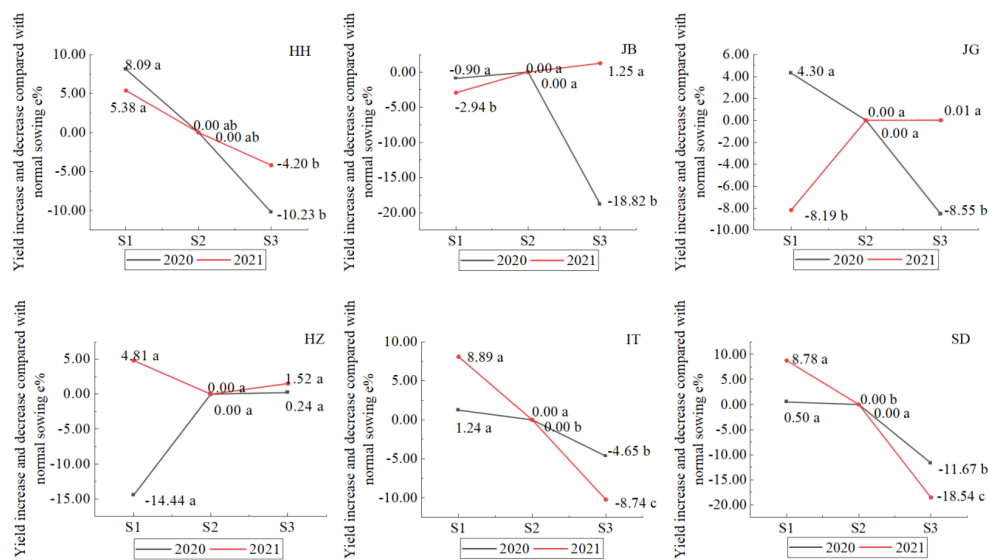 Yield increase and decrease compared with
normal sowing e%
HH
10.00
5.00
0.00
-5.00
-10.00
8.09 a
5.38 a
0.00 ab
0.00 ab
-4.20 b
-10.23 b
S1 S2 S3
2020 2021
Yield increase and decrease compared with
normal sowing e%
JB
0.00
-5.00
-10.00
-15.00
-20.00
-0.90 a
-2.94 b
0.00 a
0.00 a
1.25 a
-18.82 b
S1 S2 S3
2020 2021
Yield increase and decrease compared with
normal sowing e%
JG
6.00
4.00
2.00
0.00
-2.00
-4.00
-6.00
-8.00
-10.00
4.30 a
-8.19 b
0.00 a
0.00 a
0.01 a
-8.55 b
S1 S2 S3
2020 2021
Yield increase and decrease compared with
normal sowing e%
HZ
5.00
0.00
-5.00
-10.00
-15.00
4.81 a
-14.44 a
0.00 a
0.00 a
1.52 a
0.24 a
S1 S2 S3
2020 2021
Yield increase and decrease compared with
normal sowing e%
IT
10.00
5.00
0.00
-5.00
-10.00
8.89 a
1.24 a
0.00 a
0.00 b
-4.65 b
-8.74 c
S1 S2 S3
2020 2021
Yield increase and decrease compared with
normal sowing e%
SD
10.00
5.00
0.00
-5.00
-10.00
-15.00
-20.00
8.78 a
0.50 a
0.00 b
0.00 a
-11.67 b
-18.54 c
S1 S2 S3
2020 2021